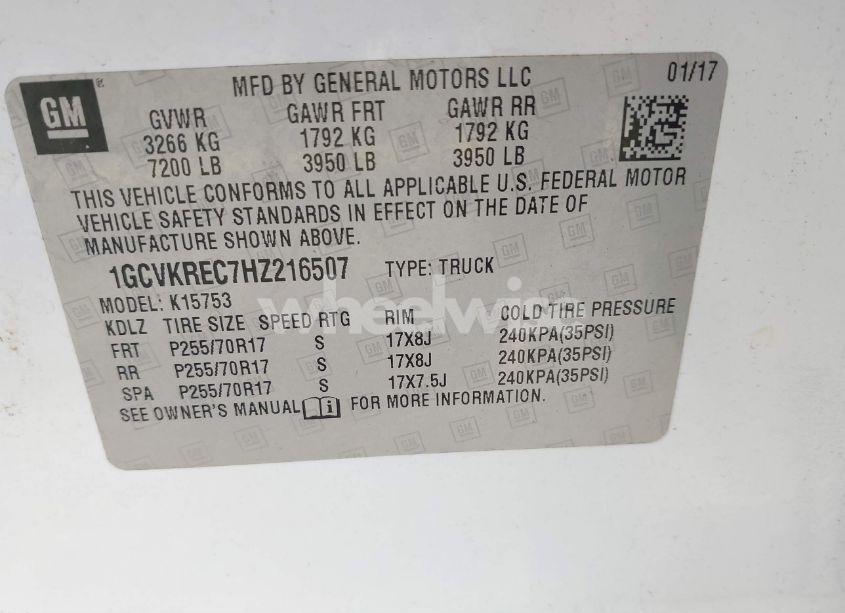 GM
MFD BY GENERAL MOTORS LLC 01/17
GVWR GAWR FRT GAWR RR
3266 KG 1792 KG 1792 KG
7200 LB 3950 LB 3950 LB
THIS VEHICLE CONFORMS TO ALL APPLICABLE U.S. FEDERAL MOTOR
VEHICLE SAFETY STANDARDS IN EFFECT ON THE DATE OF
MANUFACTURE SHOWN ABOVE.
1GCVKREC7HZ216507 TYPE: TRUCK
MODEL: K15753
KDLZ TIRE SIZE SPEED RTG RIM COLD TIRE PRESSURE
FRT P255/70R17 S 17X8J 240KPA(35PSI)
RR P255/70R17 S 17X8J 240KPA(35PSI)
SPA P255/70R17 S 17X7.5J 240KPA(35PSI)
SEE OWNER'S MANUAL i FOR MORE INFORMATION.